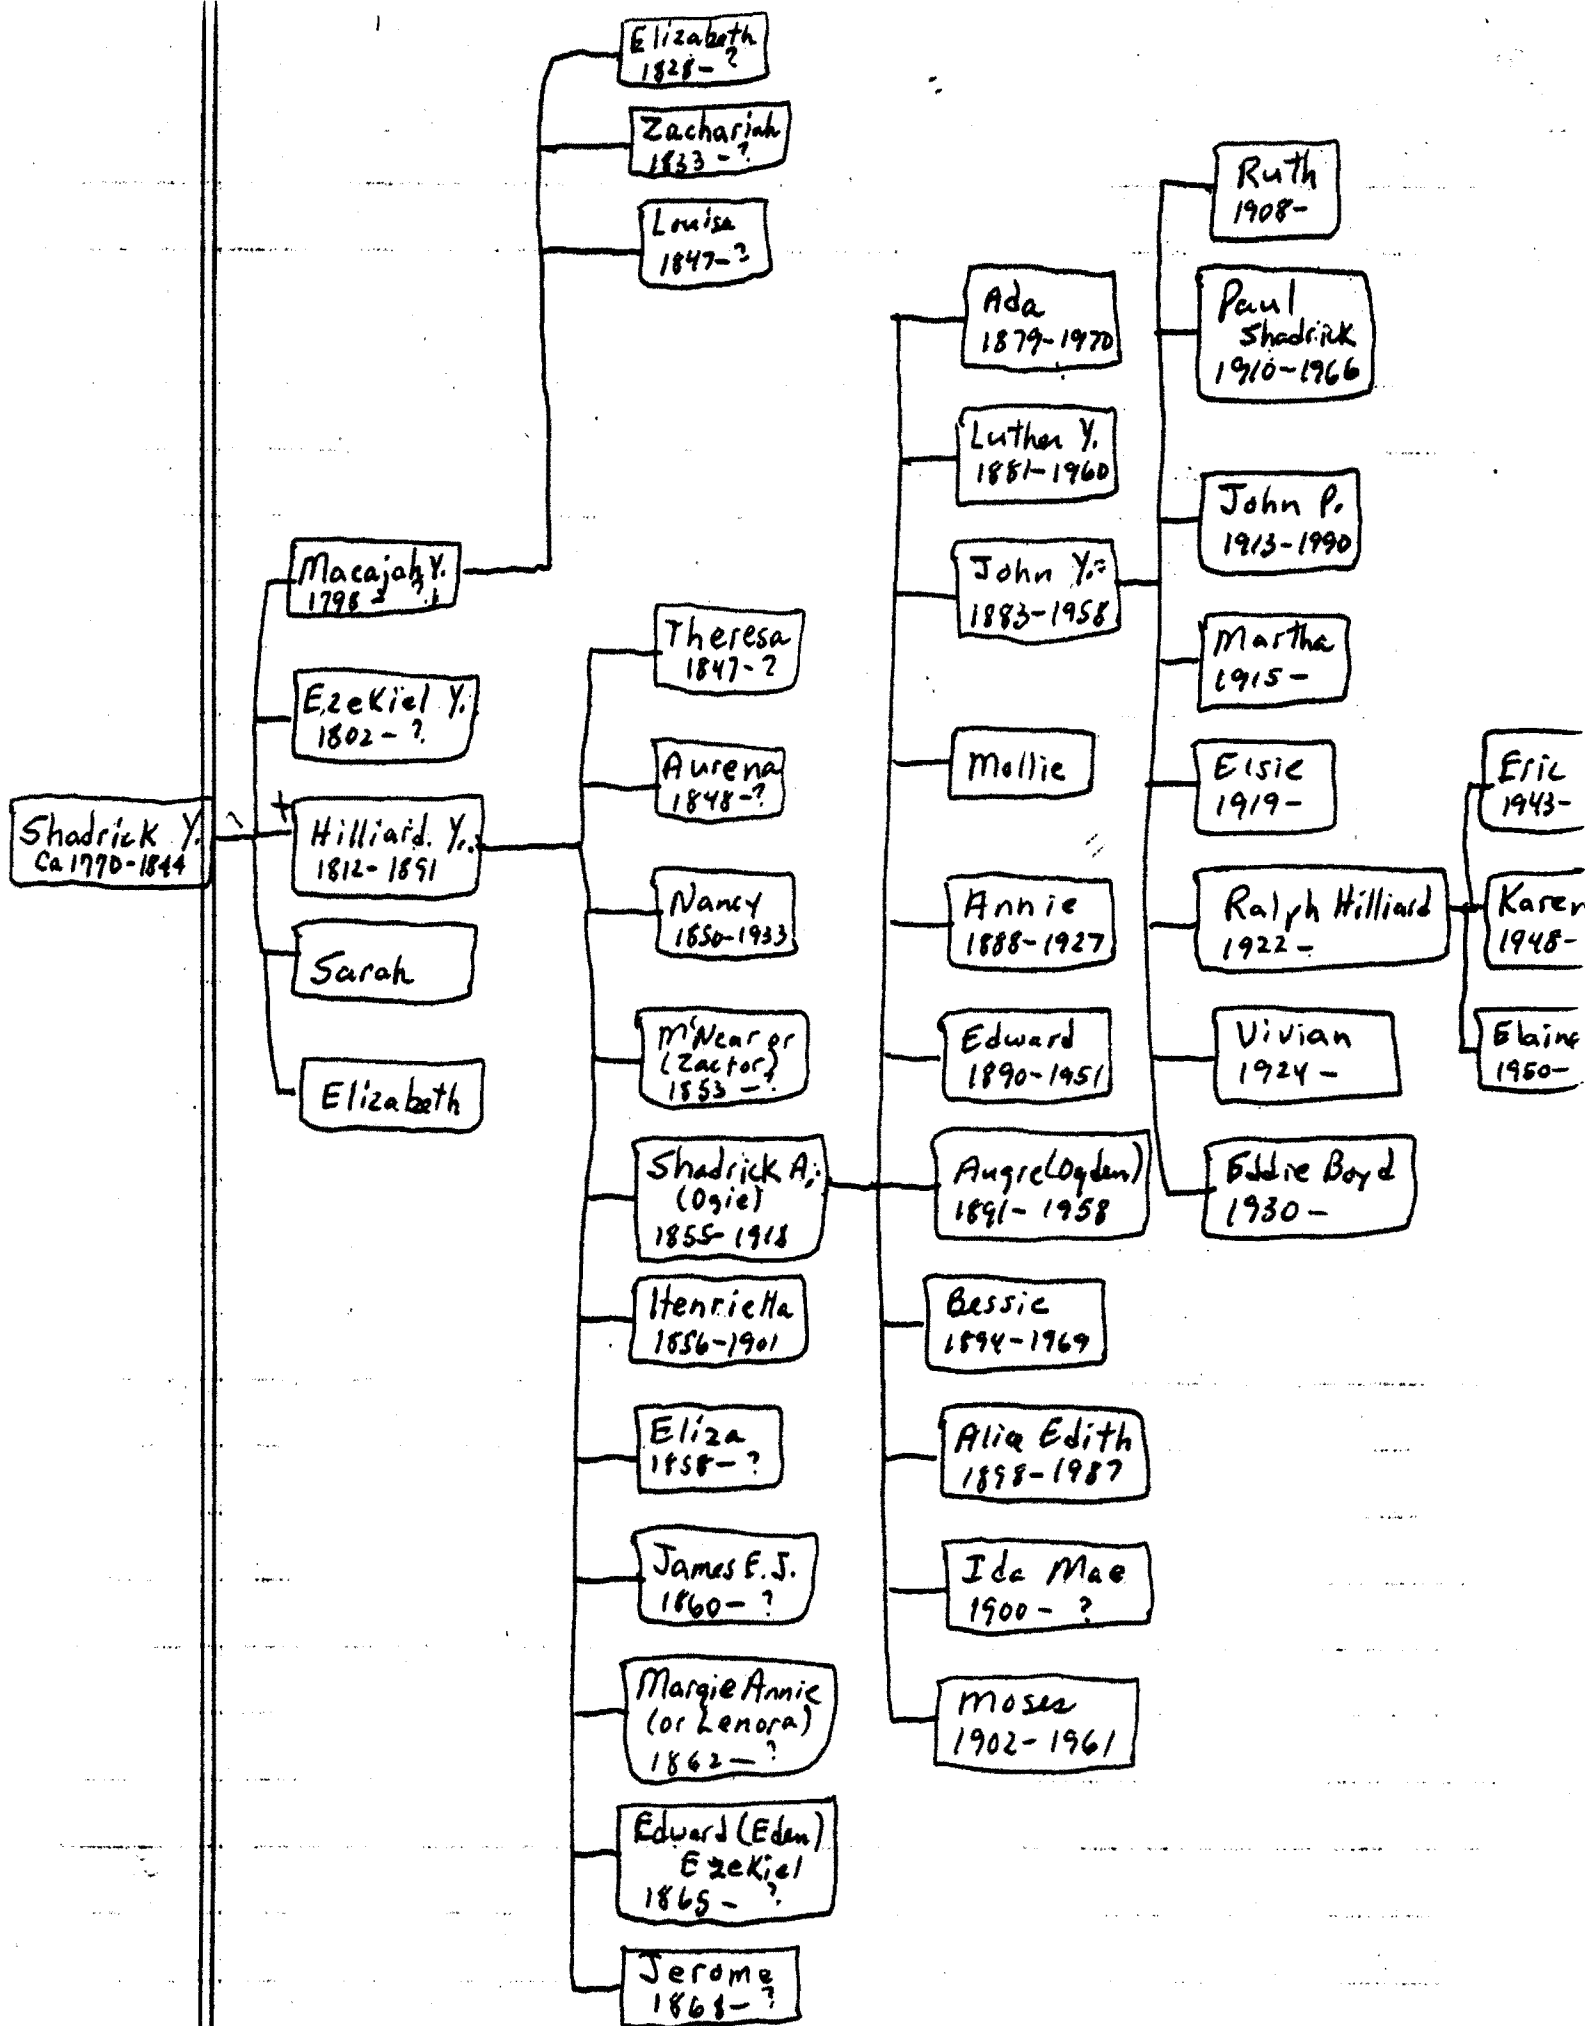 Shadrick Y.
Ca 1770-1844
Macajah Y.
1798 - ?
Ezekiel Y.
1802 - ?
Hilliard. Y.
1812-1891
Sarah
Elizabeth
Elizabeth
1828- ?
Zachariah
1833 - ?
Louisa
1847-?
Theresa
1847-?
Aurena
1848-?
Nancy
1850-1933
McNear or
(Zactor)
1853 - ?
Shadrick A.
(Ogie)
1855-1918
Henrietta
1856-1901
Eliza
1858- ?
James E. J.
1860- ?
Margie Annie
(or Lenora)
1862- ?
Edward (Eden)
Ezekiel
1865- ?
Jerome
1868-?
Ada
1879-1970
Luther Y.
1881-1960
John Y.
1883-1958
Mollie
Annie
1888-1927
Edward
1890-1951
Augre (Ogden)
1891-1958
Bessie
1894-1969
Alice Edith
1898-1987
Ida Mae
1900- ?
Moses
1902-1961
Ruth
1908-
Paul
Shadrick
1910-1966
John P.
1913-1990
Martha
1915-
Elsie
1919-
Ralph Hilliard
1922-
Vivian
1924-
Eddie Boyd
1930-
Eric
1943-
Karen
1948-
Elaine
1950-